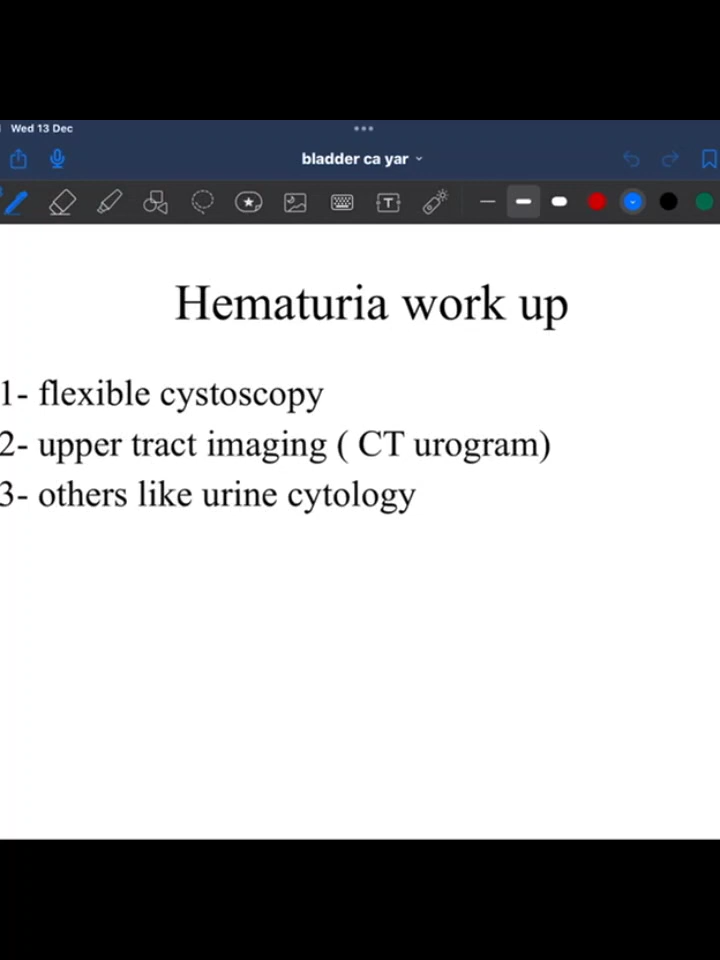 Wed 13 Dec
bladder ca yar
T
Hematuria work up
1- flexible cystoscopy
2- upper tract imaging ( CT urogram)
3- others like urine cytology